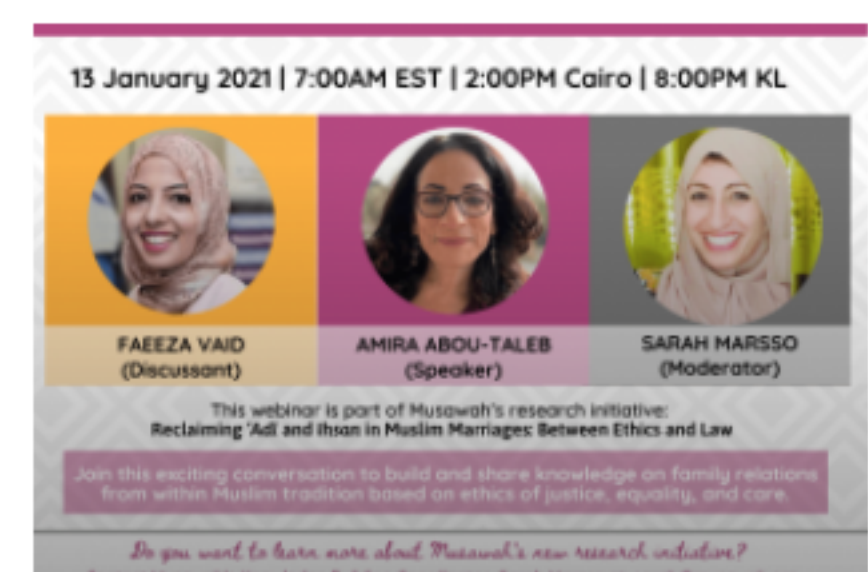 13 January 2021 | 7:00AM EST | 2:00PM Cairo | 8:00PM KL
FAEEZA VAID
(Discussant)
AMIRA ABOU-TALEB
(Speaker)
SARAH MARSSO
(Moderator)
This webinar is part of Musawah's research initiative:
Reclaiming 'Adl and Ihsan in Muslim Marriages: Between Ethics and Law
Join this exciting conversation to build and share knowledge on family relations
from within Muslim tradition based on ethics of justice, equality, and care.
Do you want to learn more about Musawah's new research initiative?